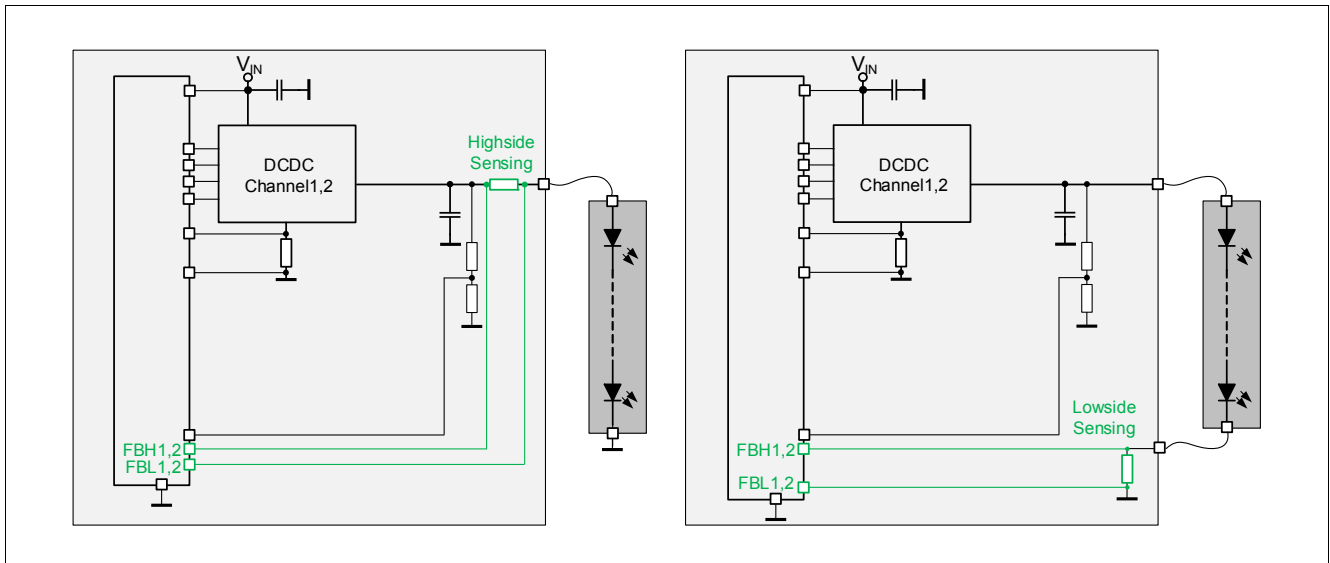 VIN
DCDC
Channel1,2
Highside
Sensing
FBH1,2
FBL1,2
VIN
DCDC
Channel1,2
Lowside
Sensing
FBH1,2
FBL1,2